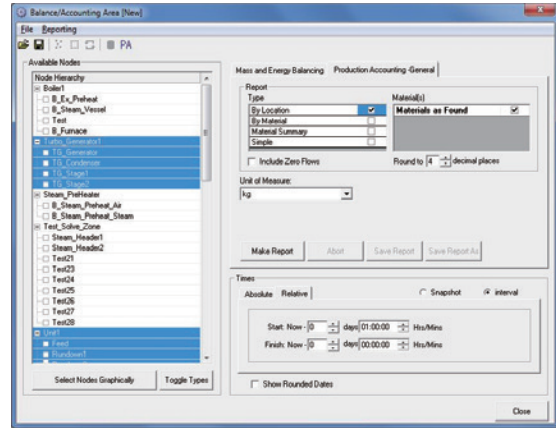 Balance/Accounting Area [New]
File Reporting
PA
Available Nodes
Node Hierarchy
Boiler1
B_Ex_Preheat
B_Steam_Vessel
Test
B_Furnace
Turbo_Generator1
TG_Generator
TG_Condenser
TG_Stage1
TG_Stage2
Steam_PreHeater
B_Steam_Preheat_Air
B_Steam_Preheat_Steam
Test_Solve_Zone
Steam_Header1
Steam_Header2
Test21
Test23
Test24
Test25
Test26
Test27
Test28
Unit1
Feed
Rundown1
Select Nodes Graphically Toggle Types
Mass and Energy Balancing Production Accounting -General
Report
Type Material(s)
By Location Materials as Found
By Material
Material Summary
Simple
Include Zero Flows Round to 4 decimal places
Unit of Measure:
kg
Make Report Abort Save Report Save Report As
Times
Absolute Relative Snapshot interval
Start: Now - 0 days 01:00:00 Hrs/Mins
Finish: Now - 0 days 00:00:00 Hrs/Mins
Show Rounded Dates
Close